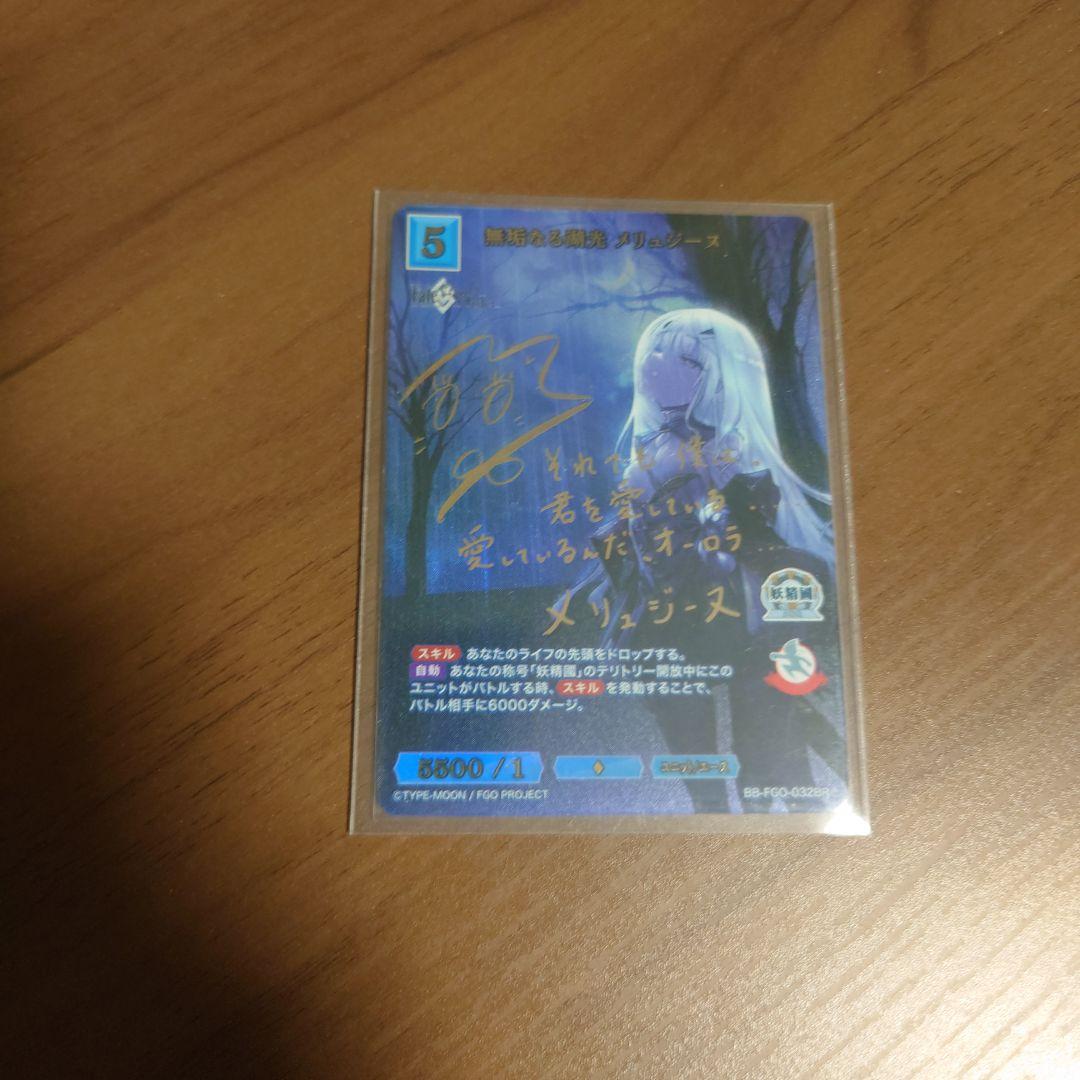 5
無垢なる湖光 メリュジーヌ
それでも僕は、
君を愛している…
愛しているんだ、オーロラ…
メリュジーヌ
妖精國
スキル あなたのライフの先頭をドロップする。
自動 あなたの称号「妖精國」のテリトリー開放中にこの
ユニットがバトルする時、スキルを発動することで、
バトル相手に6000ダメージ。
5500 / 1
ユニット/エース
©TYPE-MOON / FGO PROJECT
BB-FGO-032BR